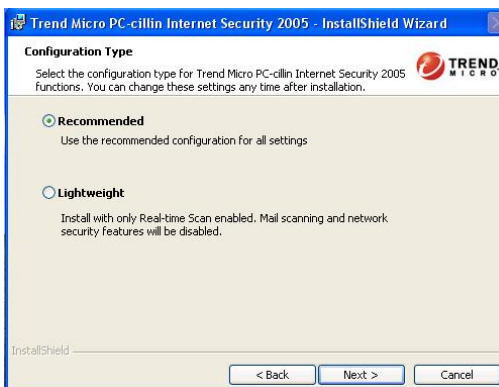 Trend Micro PC-cillin Internet Security 2005 - InstallShield Wizard
Configuration Type
Select the configuration type for Trend Micro PC-cillin Internet Security 2005
functions. You can change these settings any time after installation.
TREND
MICRO
Recommended
Use the recommended configuration for all settings
Lightweight
Install with only Real-time Scan enabled. Mail scanning and network
security features will be disabled.
InstallShield
< Back
Next >
Cancel